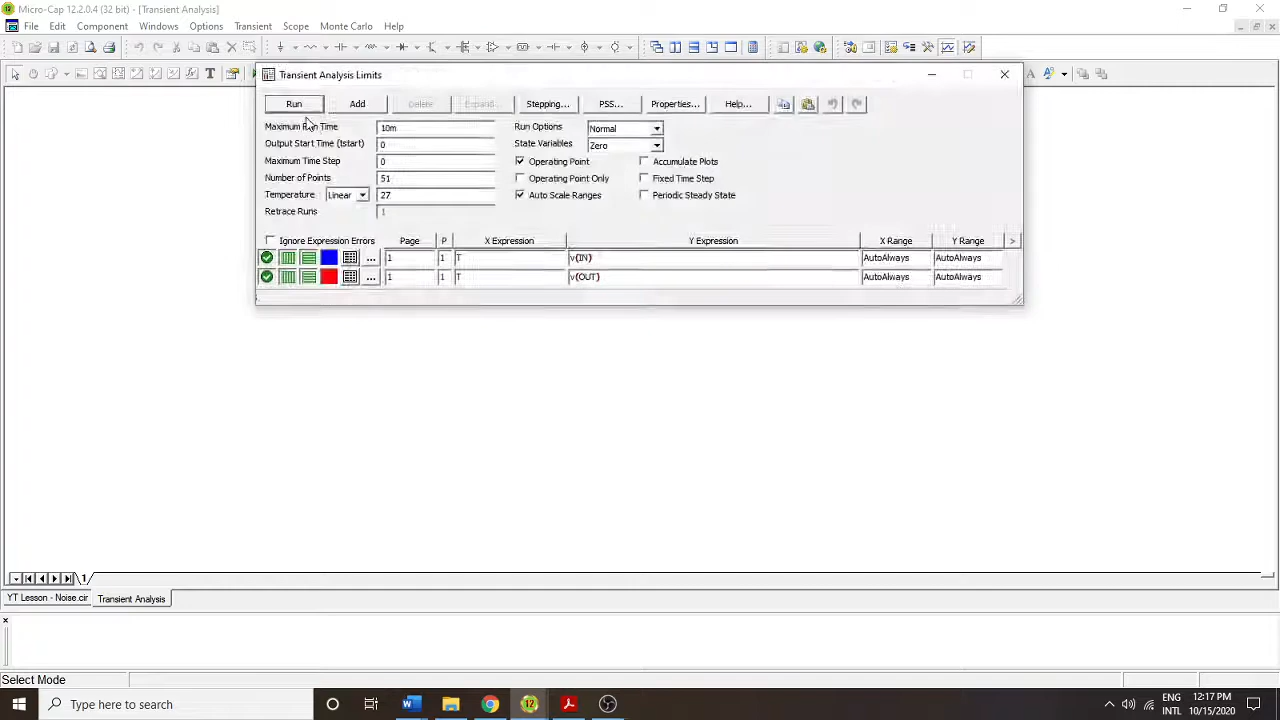 Micro-Cap 12.2.0.4 (32 bit) - [Transient Analysis]
File Edit Component Windows Options Transient Scope Monte Carlo Help
Transient Analysis Limits
Run Add Delete Expand... Stepping... PSS... Properties... Help...
Maximum Run Time 10m Run Options Normal
Output Start Time (tstart) 0 State Variables Zero
Maximum Time Step 0 Operating Point Accumulate Plots
Number of Points 51 Operating Point Only Fixed Time Step
Temperature Linear 27 Auto Scale Ranges Periodic Steady State
Retrace Runs 1
Ignore Expression Errors Page P X Expression Y Expression X Range Y Range >
... 1 1 T v(IN) AutoAlways AutoAlways
... 1 1 T v(OUT) AutoAlways AutoAlways
1
YT Lesson - Noise.cir Transient Analysis
Select Mode
Type here to search
ENG 12:17 PM
INTL 10/15/2020